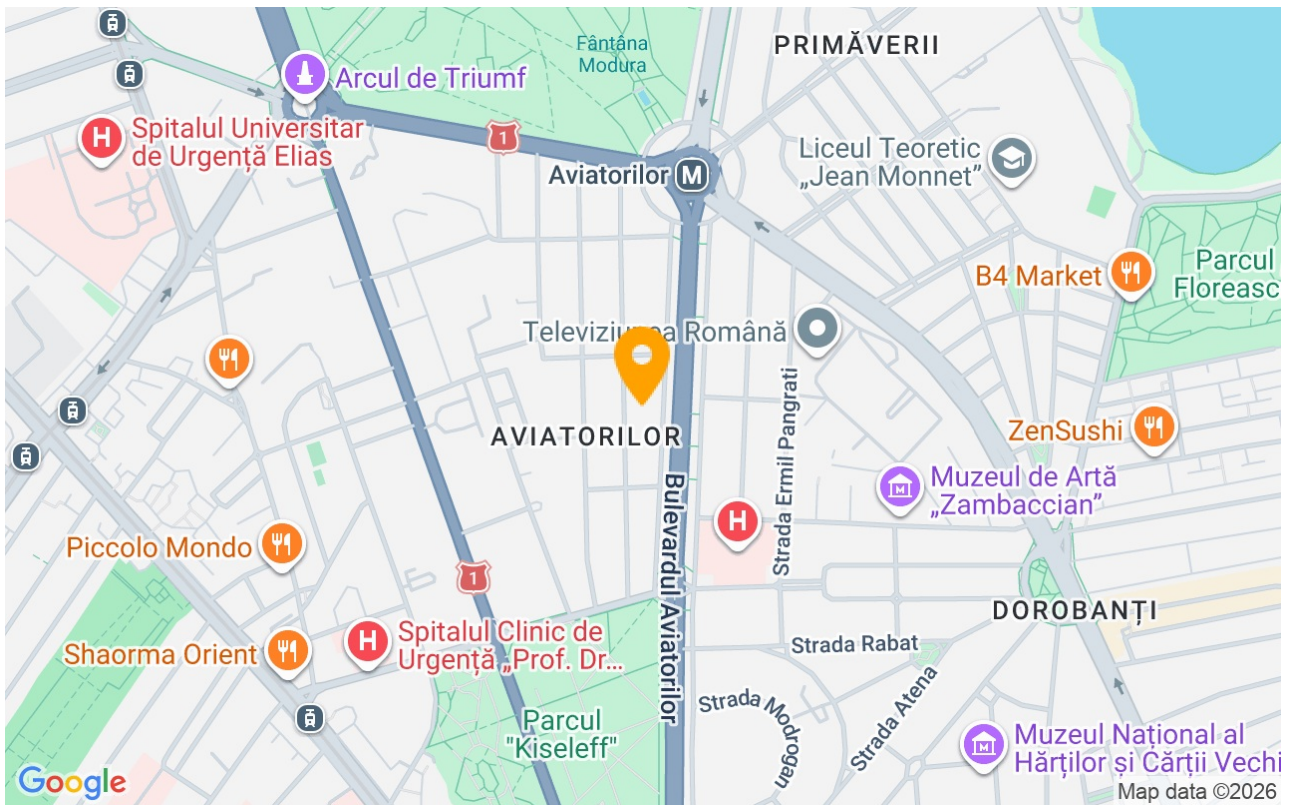 Fântâna
Modura
PRIMĂVERII
Arcul de Triumf
H
Spitalul Universitar
de Urgență Elias
1
Aviatorilor
M
Liceul Teoretic
„Jean Monnet”
B4 Market
Parcul
Floreasc
Televiziunea Română
AVIATORILOR
Strada Ermil Pangrati
ZenSushi
Muzeul de Artă
„Zambaccian”
Bulevardul Aviatorilor
H
Piccolo Mondo
1
DOROBANȚI
H
Spitalul Clinic de
Urgență „Prof. Dr...
Shaorma Orient
Strada Rabat
Strada Atena
Strada Modrogan
Parcul
"Kiseleff"
Muzeul Național al
Hărților și Cărții Vechi
Google
Map data ©2026